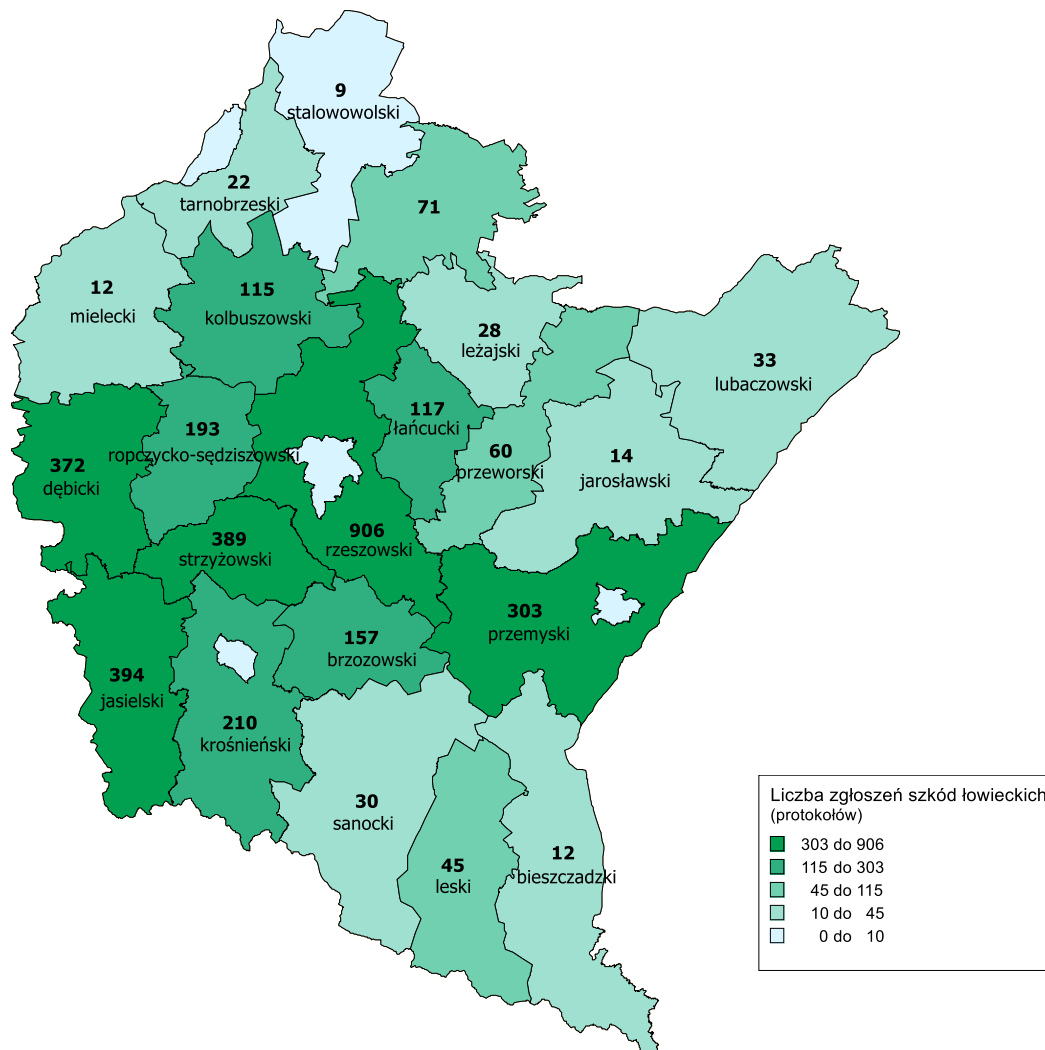 9
stalowowolski
22
tarnobrzeski
71
12
mielecki
115
kolbuszowski
28
leżajski
33
lubaczowski
372
dębicki
193
ropczycko-sędziszowski
117
łańcucki
60
przeworski
14
jarosławski
389
strzyżowski
906
rzeszowski
303
przemyski
157
brzozowski
394
jasielski
210
krośnieński
30
sanocki
45
leski
12
bieszczadzki
Liczba zgłoszeń szkód łowieckich
(protokołów)
303 do 906
115 do 303
45 do 115
10 do 45
0 do 10